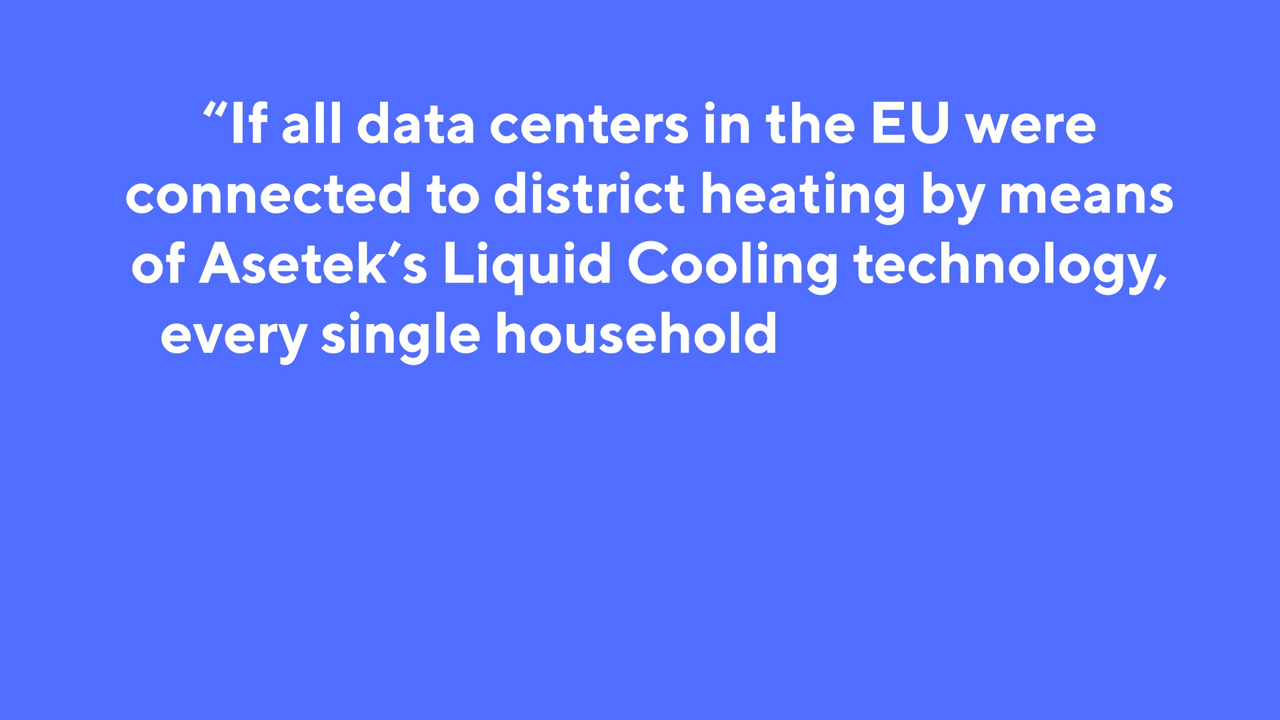 “If all data centers in the EU were
connected to district heating by means
of Asetek’s Liquid Cooling technology,
every single household